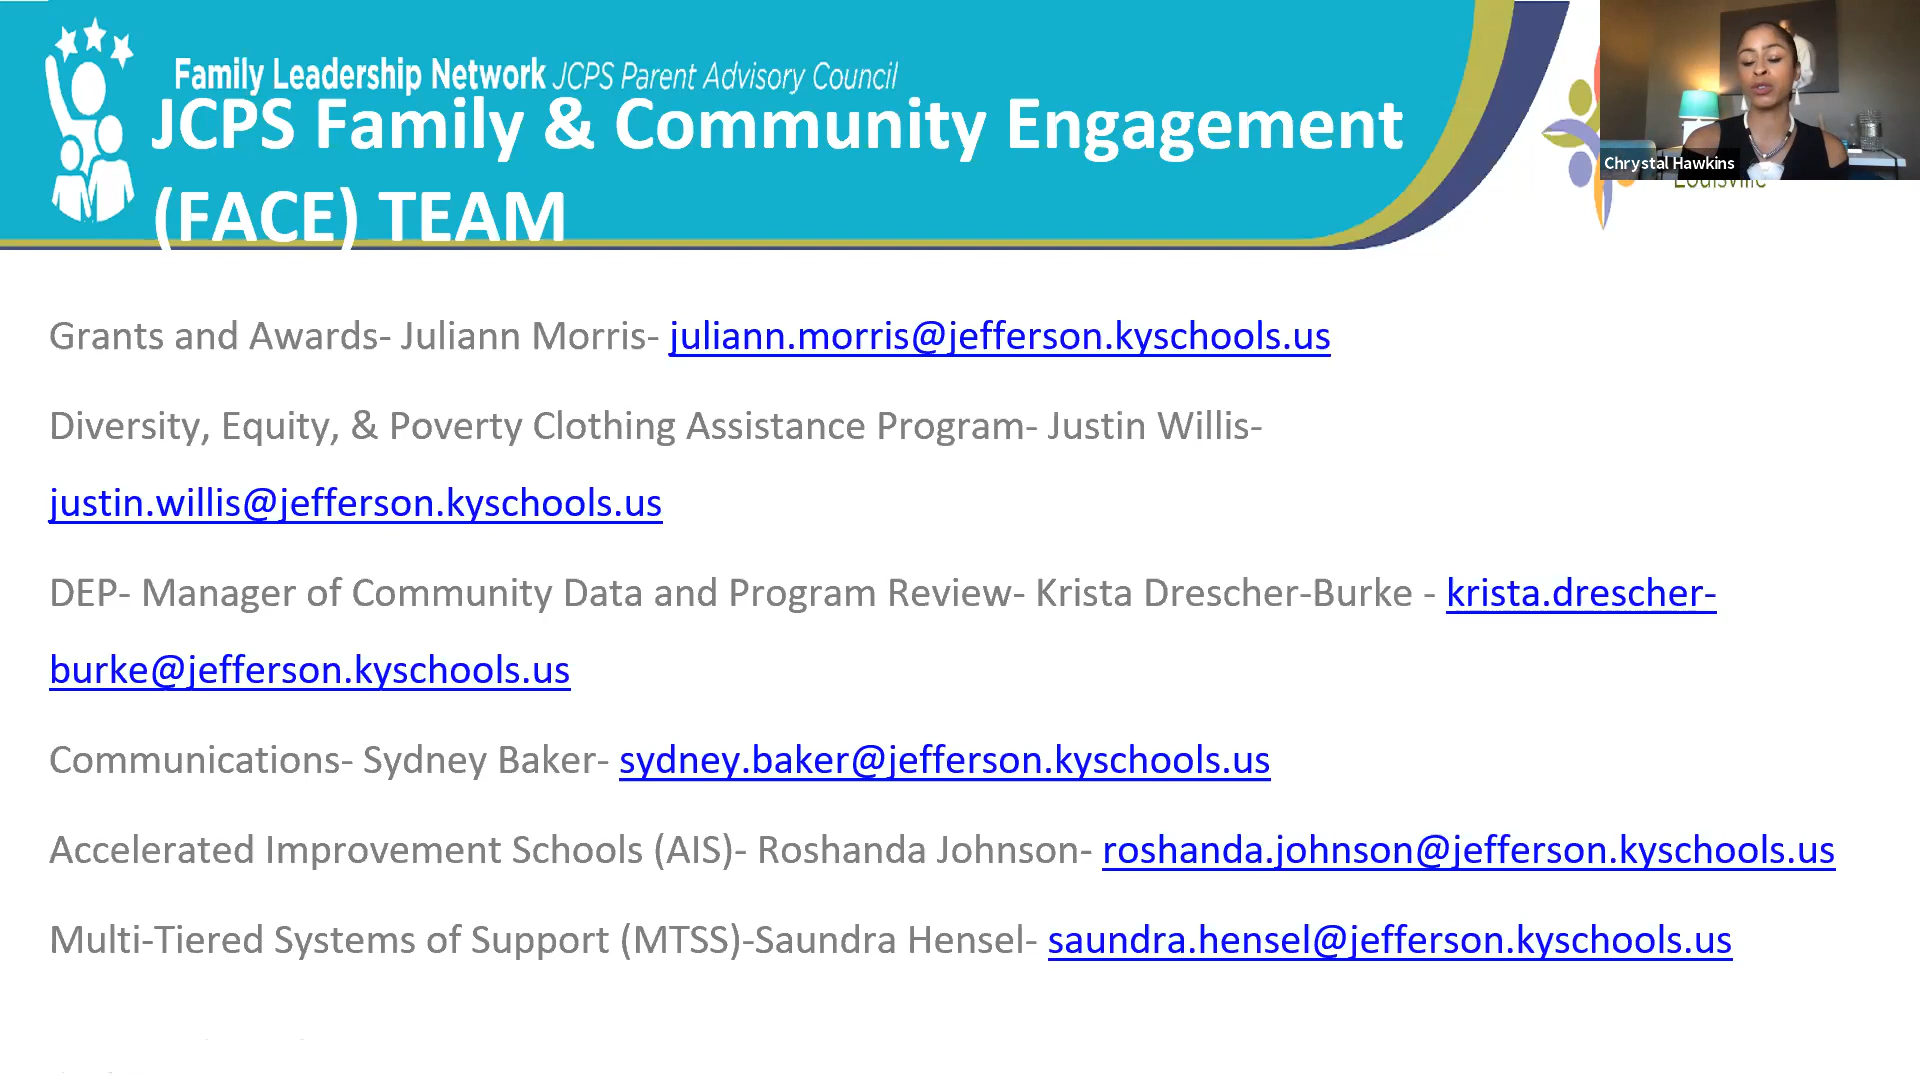 Family Leadership Network JCPS Parent Advisory Council
JCPS Family & Community Engagement
(FACE) TEAM
Chrystal Hawkins
Louisville
Grants and Awards- Juliann Morris- juliann.morris@jefferson.kyschools.us
Diversity, Equity, & Poverty Clothing Assistance Program- Justin Willis-
justin.willis@jefferson.kyschools.us
DEP- Manager of Community Data and Program Review- Krista Drescher-Burke - krista.drescher-
burke@jefferson.kyschools.us
Communications- Sydney Baker- sydney.baker@jefferson.kyschools.us
Accelerated Improvement Schools (AIS)- Roshanda Johnson- roshanda.johnson@jefferson.kyschools.us
Multi-Tiered Systems of Support (MTSS)-Saundra Hensel- saundra.hensel@jefferson.kyschools.us